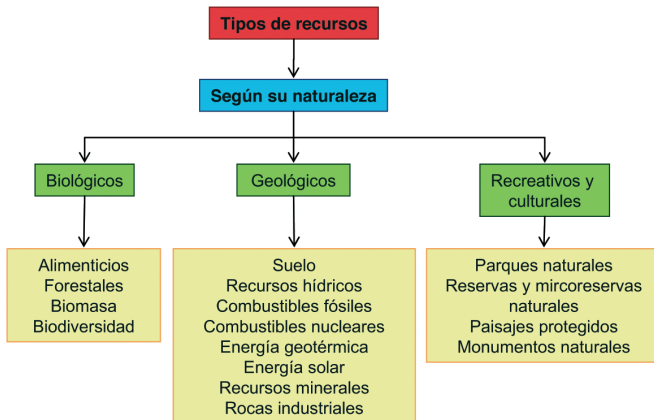 Tipos de recursos
Según su naturaleza
Biológicos
Geológicos
Recreativos y
culturales
Alimenticios
Forestales
Biomasa
Biodiversidad
Suelo
Recursos hídricos
Combustibles fósiles
Combustibles nucleares
Energía geotérmica
Energía solar
Recursos minerales
Rocas industriales
Parques naturales
Reservas y mircoreservas
naturales
Paisajes protegidos
Monumentos naturales